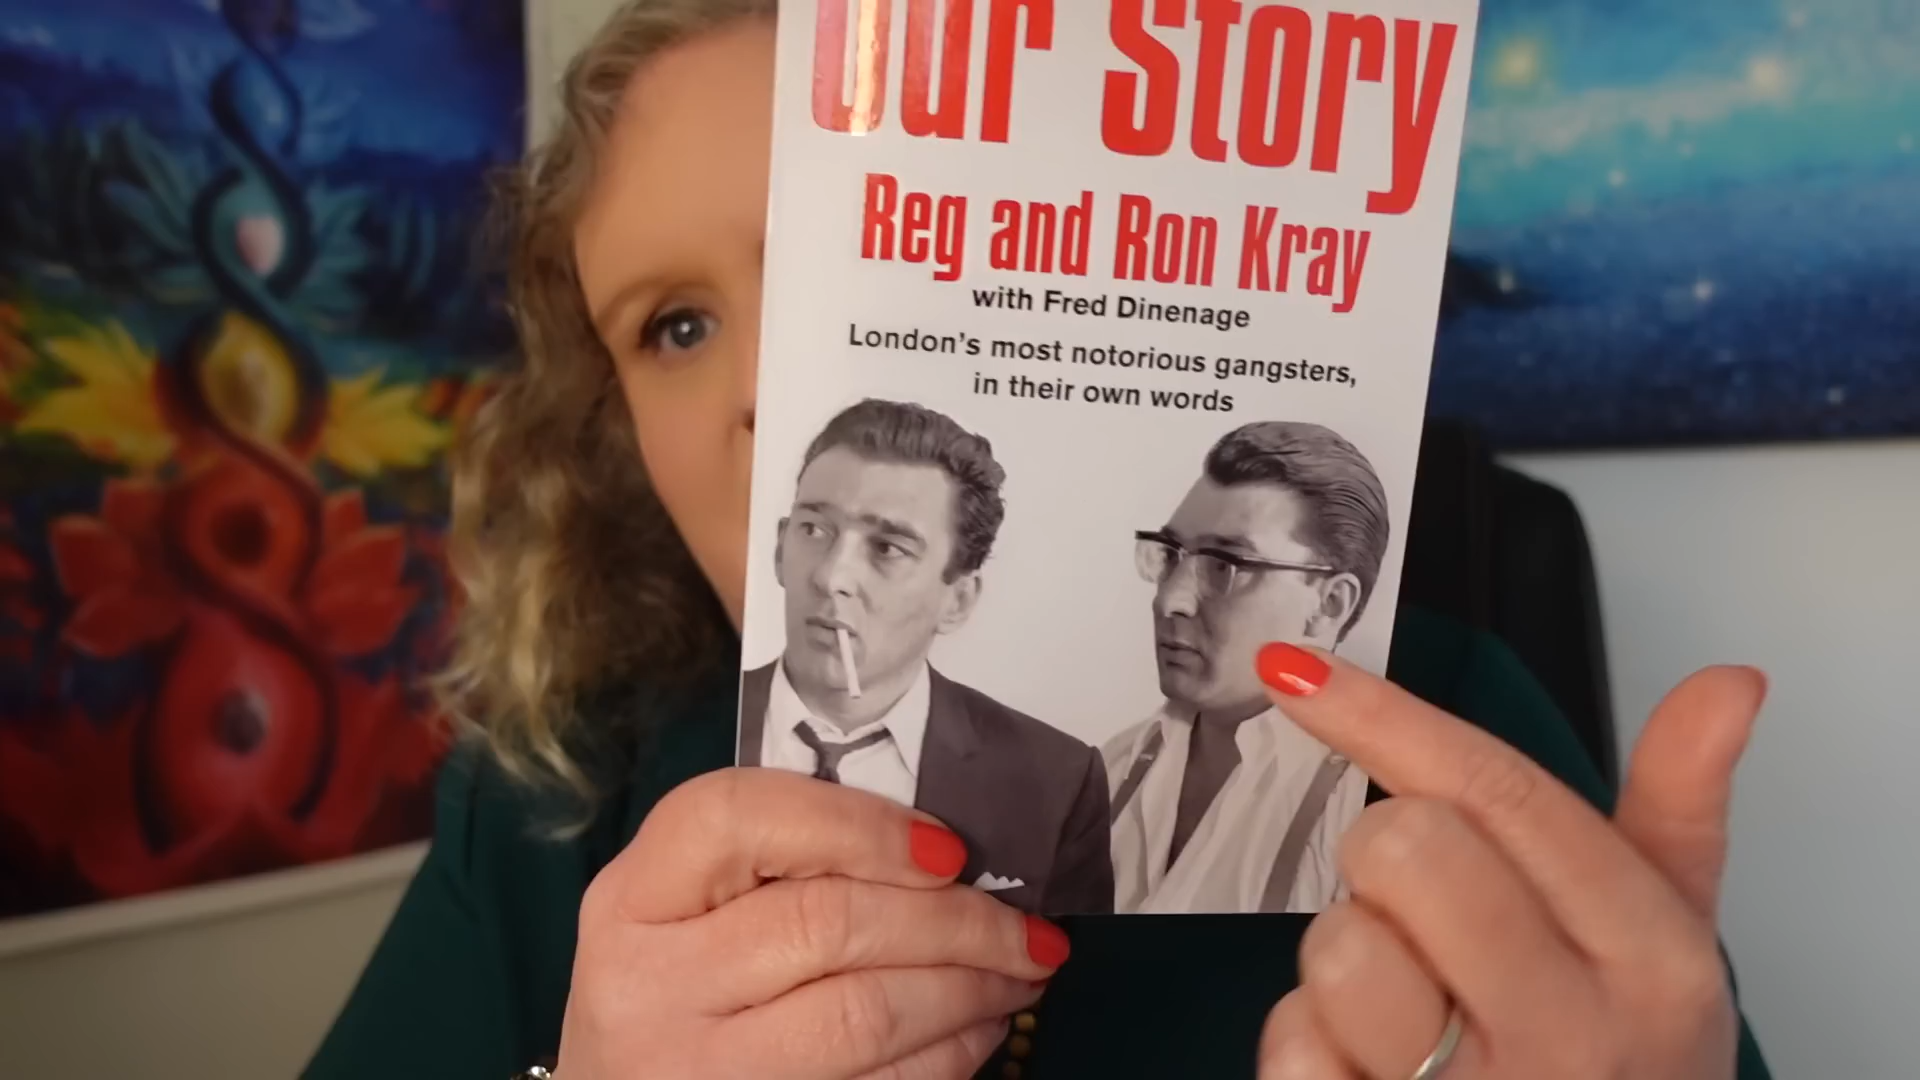 Our Story
Reg and Ron Kray
with Fred Dinenage
London's most notorious gangsters,
in their own words